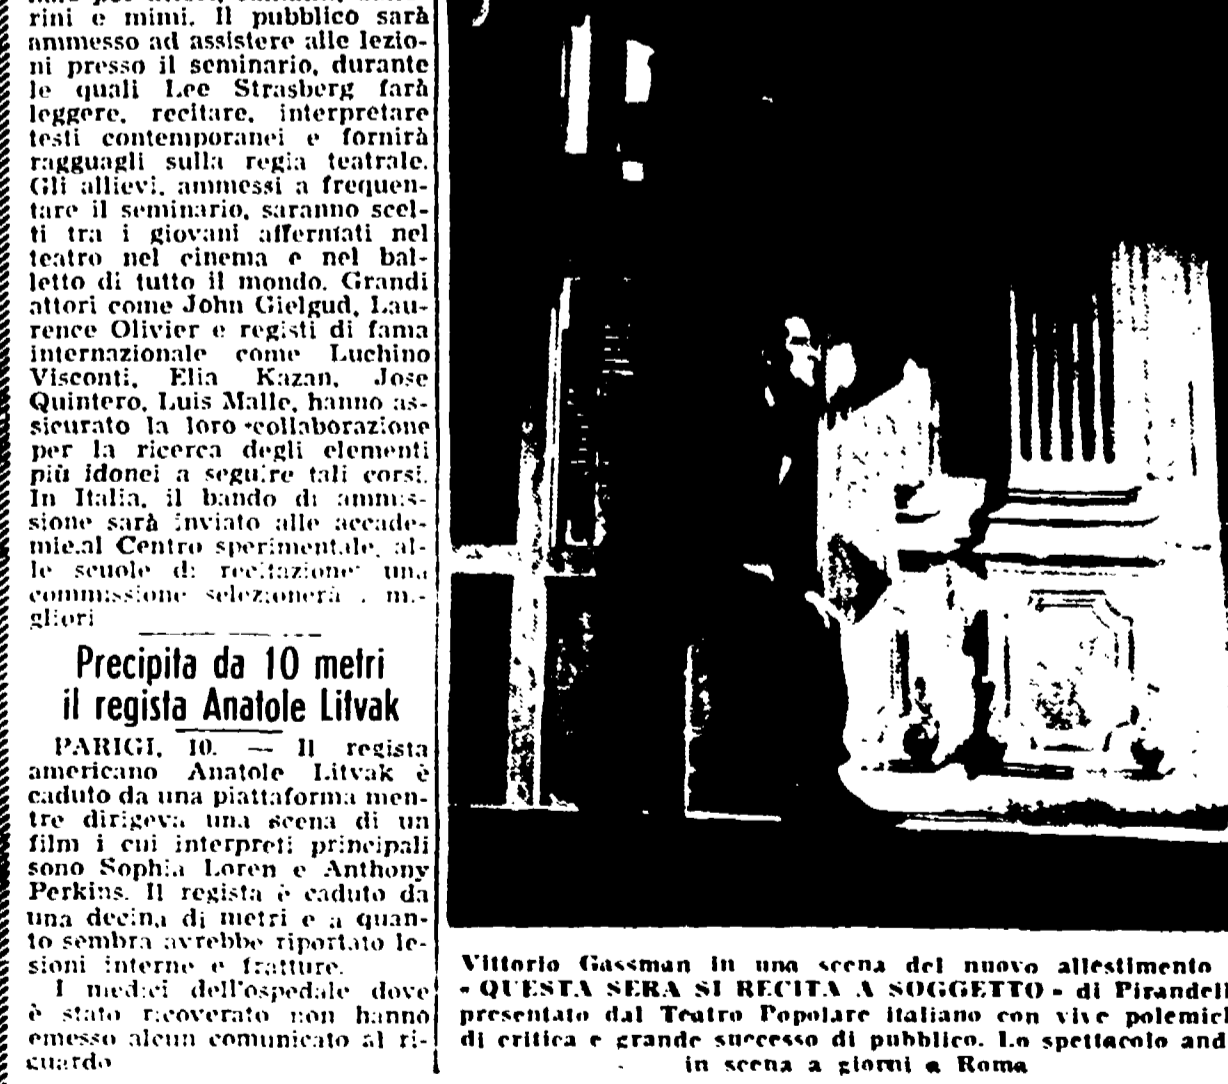 rini e mimi. Il pubblico sarà
ammesso ad assistere alle lezio-
ni presso il seminario, durante
le quali Lee Strasberg farà
leggere, recitare, interpretare
testi contemporanei e fornirà
ragguagli sulla regia teatrale.
Gli allievi, ammessi a frequen-
tare il seminario, saranno scel-
ti tra i giovani affermati nel
teatro nel cinema e nel bal-
letto di tutto il mondo. Grandi
attori come John Gielgud, Lau-
rence Olivier e registi di fama
internazionale come Luchino
Visconti, Elia Kazan, Jose
Quintero, Luis Malle, hanno as-
sicurato la loro collaborazione
per la ricerca degli elementi
più idonei a seguire tali corsi.
In Italia, il bando di ammis-
sione sarà inviato alle accade-
mie.al Centro sperimentale, al-
le scuole di recitazione: una
commissione selezionerà i mi-
gliori
Precipita da 10 metri
il regista Anatole Litvak
PARIGI, 10. — Il regista
americano Anatole Litvak è
caduto da una piattaforma men-
tre dirigeva una scena di un
film i cui interpreti principali
sono Sophia Loren e Anthony
Perkins. Il regista è caduto da
una decina di metri e a quan-
to sembra avrebbe riportato le-
sioni interne e fratture.
I medici dell'ospedale dove
è stato ricoverato non hanno
emesso alcun comunicato al ri-
guardo
Vittorio Gassman in una scena del nuovo allestimento
« QUESTA SERA SI RECITA A SOGGETTO » di Pirandell
presentato dal Teatro Popolare italiano con vive polemich
di critica e grande successo di pubblico. Lo spettacolo and
in scena a giorni a Roma